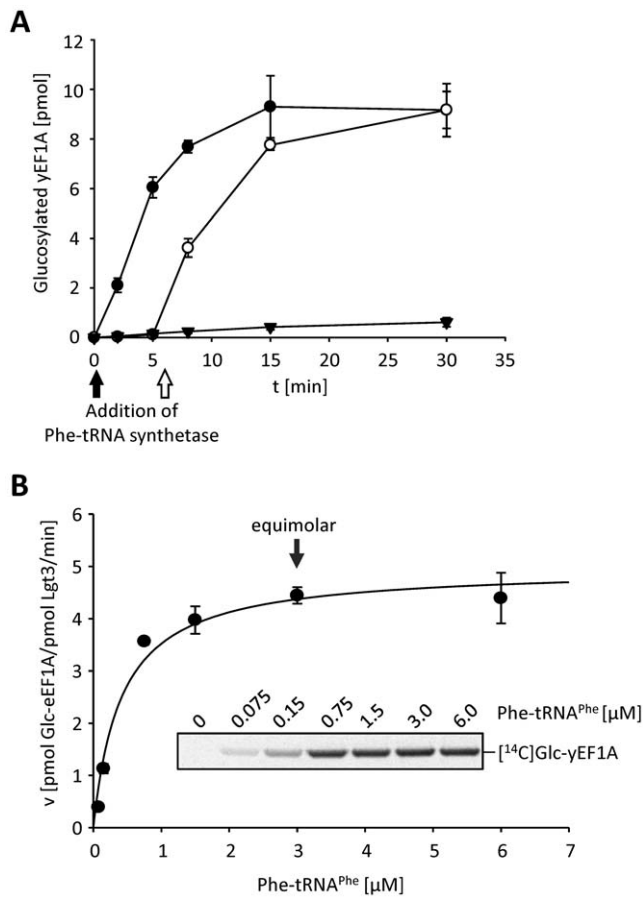 A
Glucosylated yEF1A [pmol]
12
10
8
6
4
2
0
0 5 10 15 20 25 30 35
t [min]
Addition of
Phe-tRNA synthetase
B
v [pmol Glc-eEF1A/pmol Lgt3/min]
6
5
4
3
2
1
0
equimolar
0 0.075 0.15 0.75 1.5 3.0 6.0 Phe-tRNAᴾʰᵉ [μM]
[¹⁴C]Glc-yEF1A
0 1 2 3 4 5 6 7
Phe-tRNAᴾʰᵉ [μM]